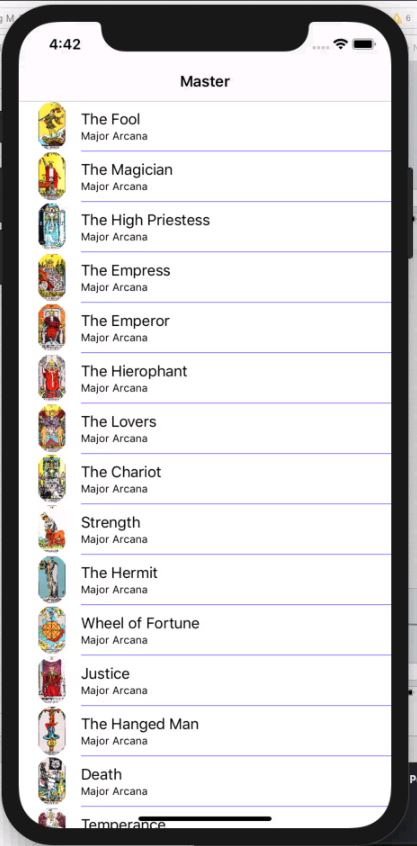 4:42
6
Master
The Fool
Major Arcana
The Magician
Major Arcana
The High Priestess
Major Arcana
The Empress
Major Arcana
The Emperor
Major Arcana
The Hierophant
Major Arcana
The Lovers
Major Arcana
The Chariot
Major Arcana
Strength
Major Arcana
The Hermit
Major Arcana
Wheel of Fortune
Major Arcana
Justice
Major Arcana
The Hanged Man
Major Arcana
Death
Major Arcana
Temperance